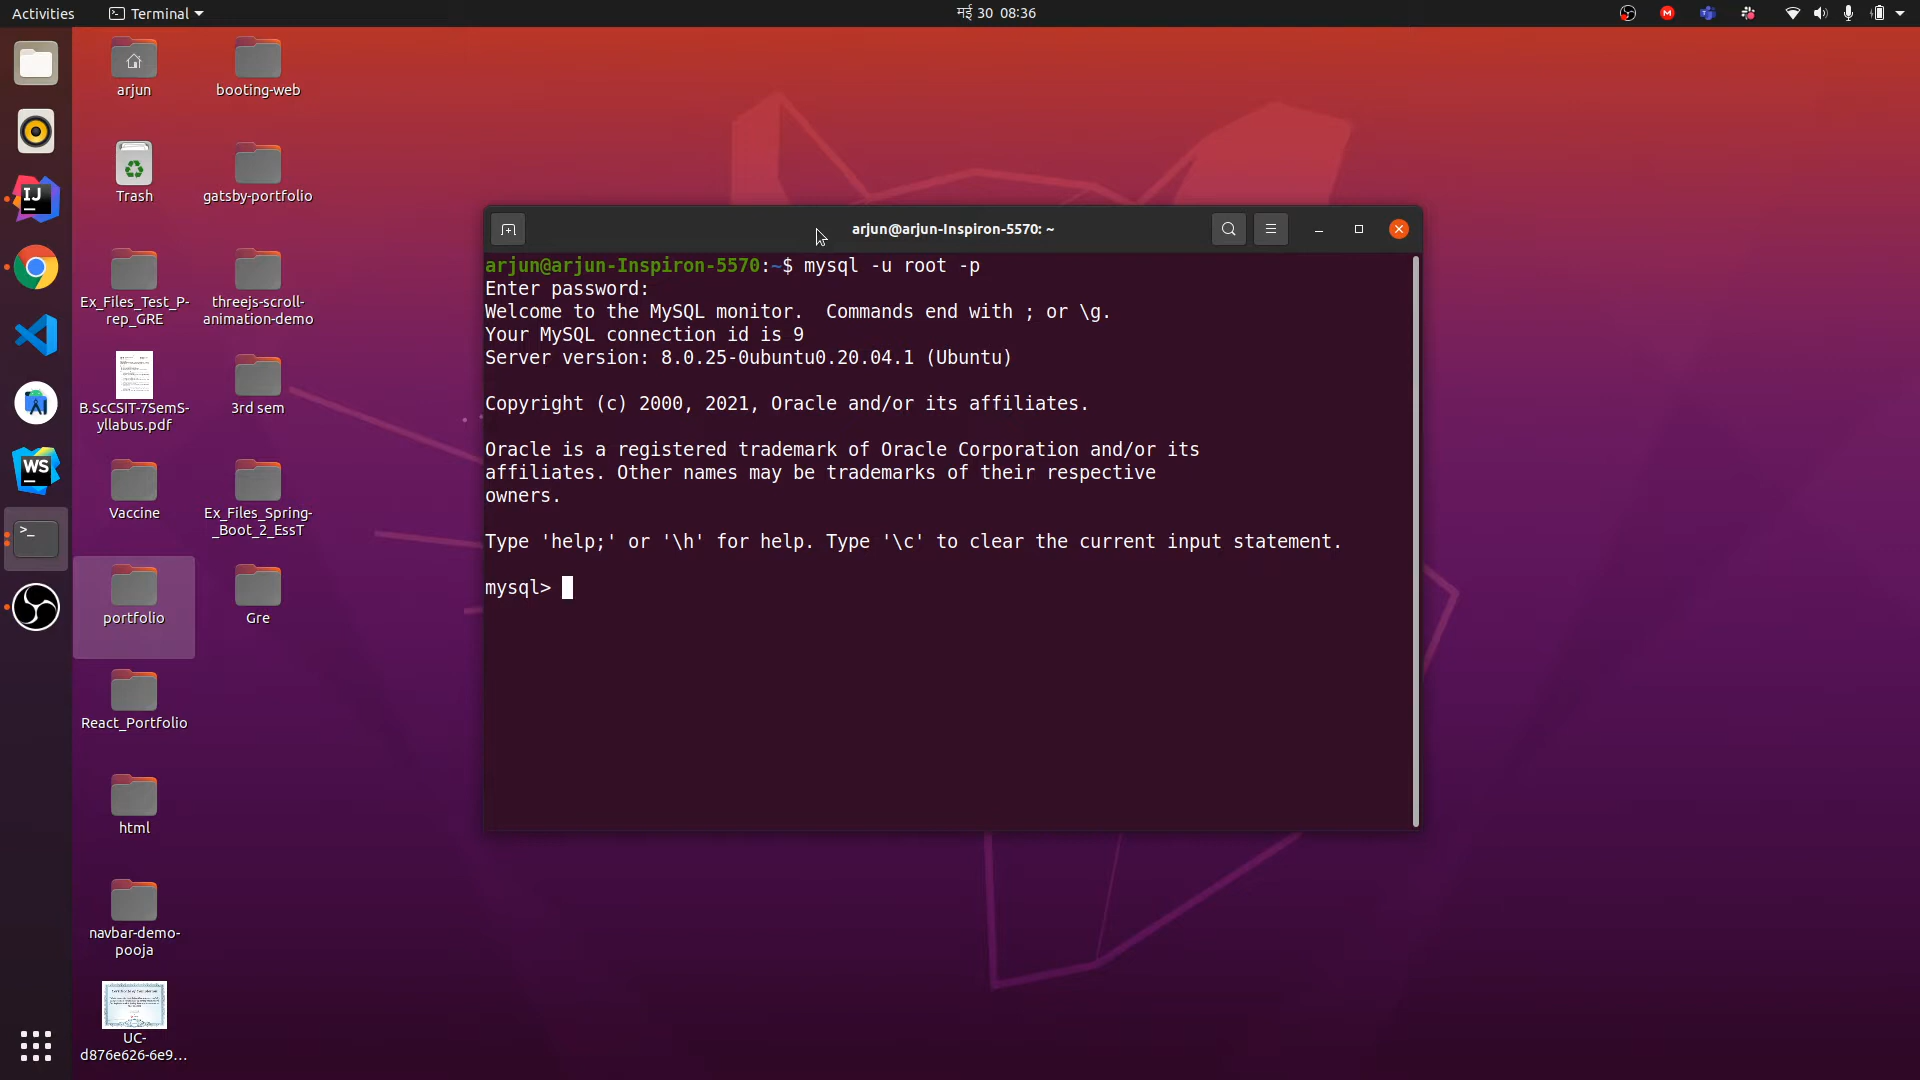 Activities
Terminal
मई 30 08:36
arjun
booting-web
Trash
gatsby-portfolio
Ex_Files_Test_P-
rep_GRE
threejs-scroll-
animation-demo
B.ScCSIT-7SemS-
yllabus.pdf
3rd sem
Vaccine
Ex_Files_Spring-
_Boot_2_EssT
portfolio
Gre
React_Portfolio
html
navbar-demo-
pooja
UC-
d876e626-6e9...
IJ
WS
>_
M
arjun@arjun-Inspiron-5570: ~
arjun@arjun-Inspiron-5570:~$ mysql -u root -p
Enter password:
Welcome to the MySQL monitor.  Commands end with ; or \g.
Your MySQL connection id is 9
Server version: 8.0.25-0ubuntu0.20.04.1 (Ubuntu)
Copyright (c) 2000, 2021, Oracle and/or its affiliates.
Oracle is a registered trademark of Oracle Corporation and/or its
affiliates. Other names may be trademarks of their respective
owners.
Type 'help;' or '\h' for help. Type '\c' to clear the current input statement.
mysql>